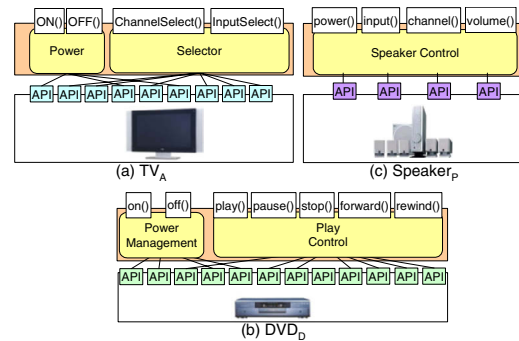 ON() OFF() ChannelSelect() InputSelect()
Power Selector
API API API API API API API API API
(a) TVA
power() input() channel() volume()
Speaker Control
API API API API
(c) SpeakerP
on() off() play() pause() stop() forward() rewind()
Power Management
Play Control
API API API API API API API API API API API API
(b) DVDD